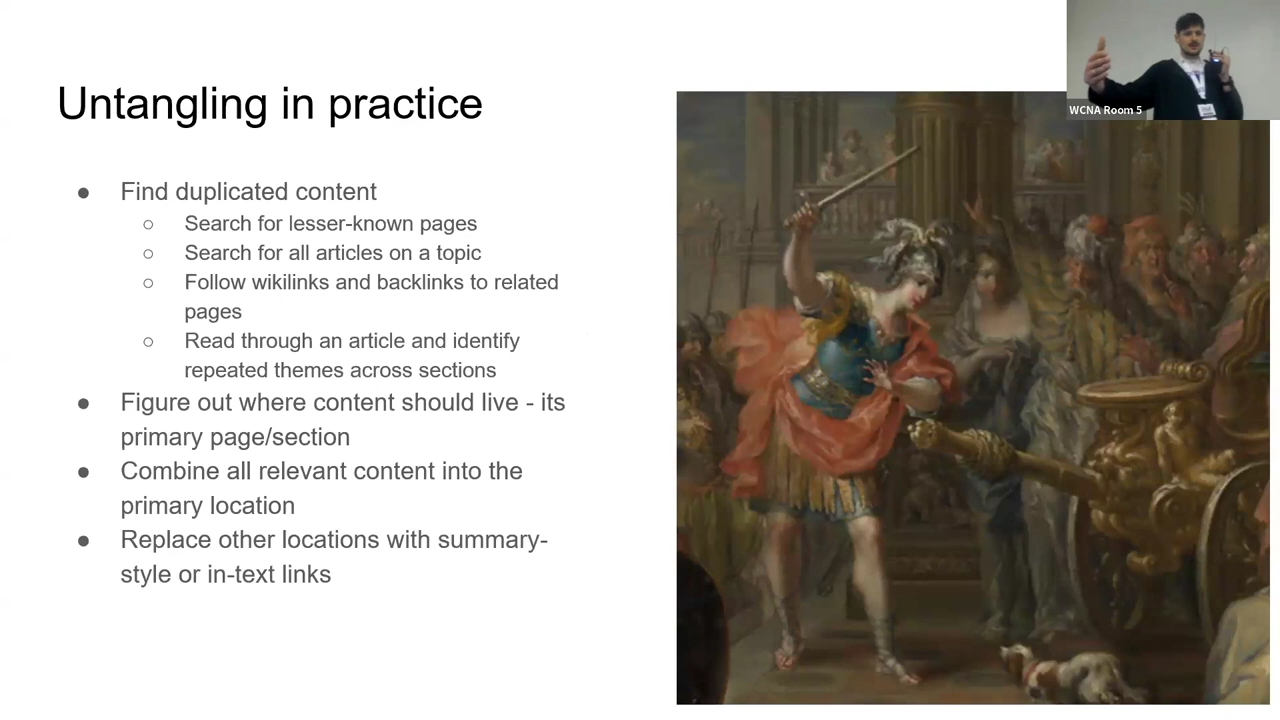 WCNA Room 5
Untangling in practice
● Find duplicated content
○ Search for lesser-known pages
○ Search for all articles on a topic
○ Follow wikilinks and backlinks to related
pages
○ Read through an article and identify
repeated themes across sections
● Figure out where content should live - its
primary page/section
● Combine all relevant content into the
primary location
● Replace other locations with summary-
style or in-text links